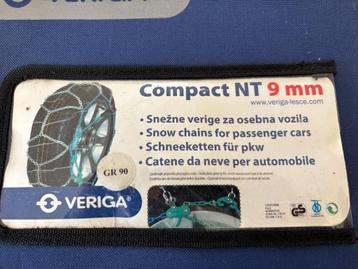 Compact NT 9 mm
www.veriga-lesce.com
• Snežne verige za osebna vozila
• Snow chains for passenger cars
• Schneeketten für pkw
• Catene da neve per automobile
GR 90
VERIGA®